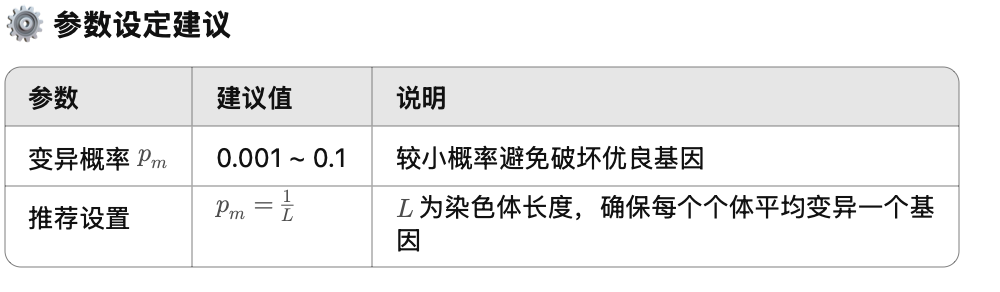 ⚙️ 参数设定建议
参数 建议值 说明
变异概率 pₘ 0.001 ~ 0.1 较小概率避免破坏优良基因
推荐设置 pₘ = 1/L L 为染色体长度，确保每个个体平均变异一个基
因